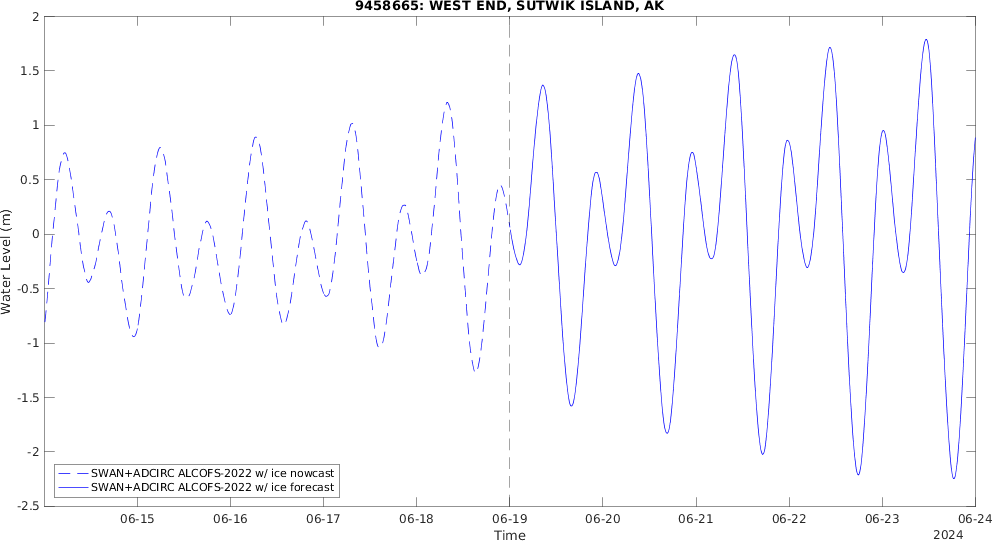 9458665: WEST END, SUTWIK ISLAND, AK
2
1.5
1
0.5
0
-0.5
-1
-1.5
-2
-2.5
Water Level (m)
SWAN+ADCIRC ALCOFS-2022 w/ ice nowcast
SWAN+ADCIRC ALCOFS-2022 w/ ice forecast
06-15 06-16 06-17 06-18 06-19 06-20 06-21 06-22 06-23 06-24
Time
2024